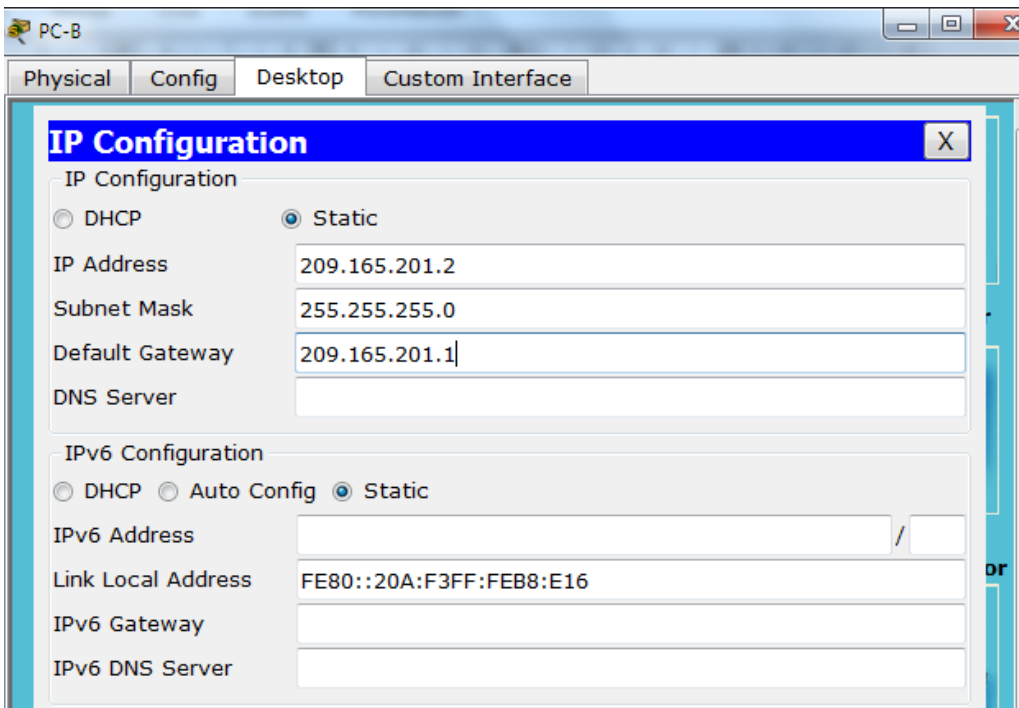 PC-B
Physical Config Desktop Custom Interface
IP Configuration X
IP Configuration
DHCP Static
IP Address 209.165.201.2
Subnet Mask 255.255.255.0
Default Gateway 209.165.201.1
DNS Server
IPv6 Configuration
DHCP Auto Config Static
IPv6 Address /
Link Local Address FE80::20A:F3FF:FEB8:E16
IPv6 Gateway
IPv6 DNS Server
or